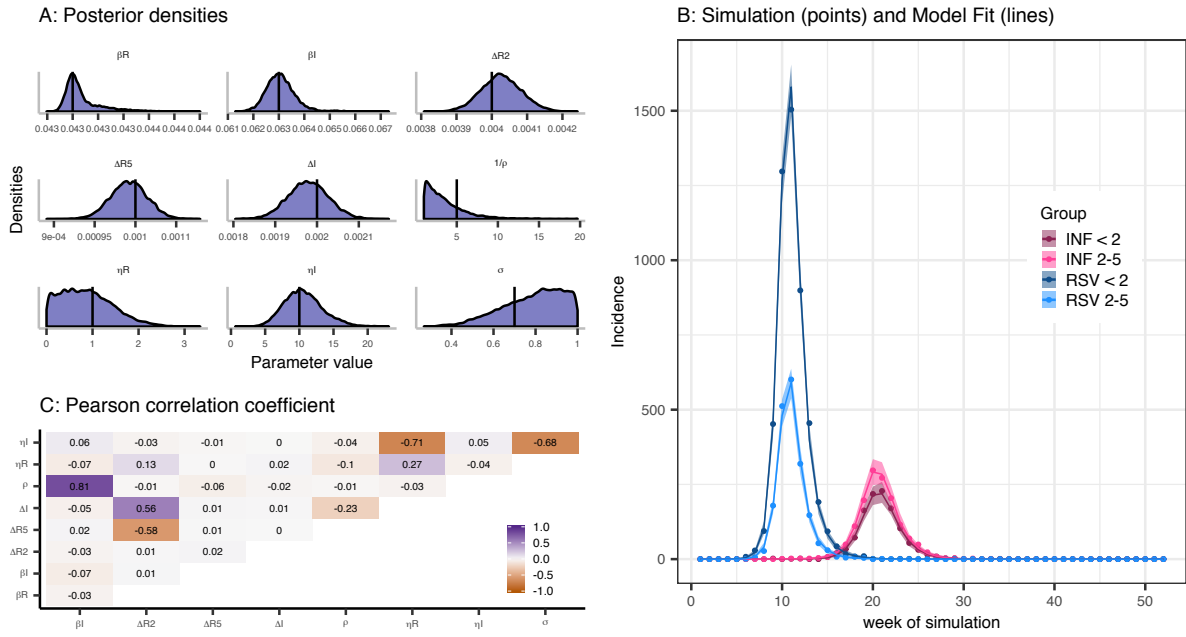 A: Posterior densities
βR
βI
ΔR2
0.043 0.043 0.043 0.043 0.044 0.044 0.044
0.061 0.062 0.063 0.064 0.065 0.066 0.067
0.0038 0.0039 0.004 0.0041 0.0042
ΔR5
ΔI
1/ρ
9e-04 0.00095 0.001 0.0011
0.0018 0.0019 0.002 0.0021
5 10 15 20
ηR
ηI
σ
0 1 2 3
0 5 10 15 20
0.4 0.6 0.8 1
Densities
Parameter value
C: Pearson correlation coefficient
ηI 0.06 -0.03 -0.01 0 -0.04 -0.71 0.05 -0.68
ηR -0.07 0.13 0 0.02 -0.1 0.27 -0.04
ρ 0.81 -0.01 -0.06 -0.02 -0.01 -0.03
ΔI -0.05 0.56 0.01 0.01 -0.23
ΔR5 0.02 -0.58 0.01 0
ΔR2 -0.03 0.01 0.02
βI -0.07 0.01
βR -0.03
βI ΔR2 ΔR5 ΔI ρ ηR ηI σ
1.0
0.5
0.0
-0.5
-1.0
B: Simulation (points) and Model Fit (lines)
Incidence
1500
1000
500
0
0 10 20 30 40 50
week of simulation
Group
INF < 2
INF 2-5
RSV < 2
RSV 2-5